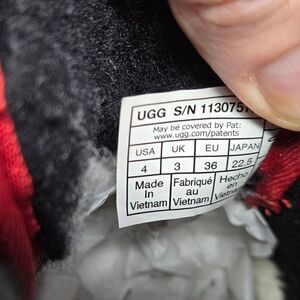 UGG S/N 113075
May be covered by Pat:
www.ugg.com/patents
USA UK EU JAPAN
4 3 36 22.5
Made Fabriqué Hecho
in au en
Vietnam Vietnam